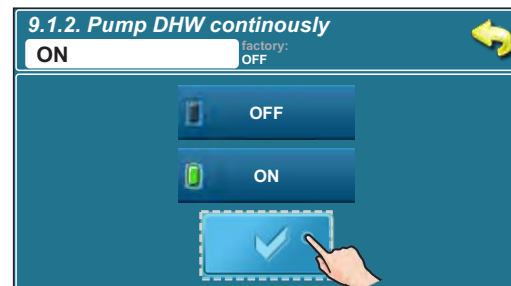 9.1.2. Pump DHW continously
ON
factory:
OFF
OFF
ON